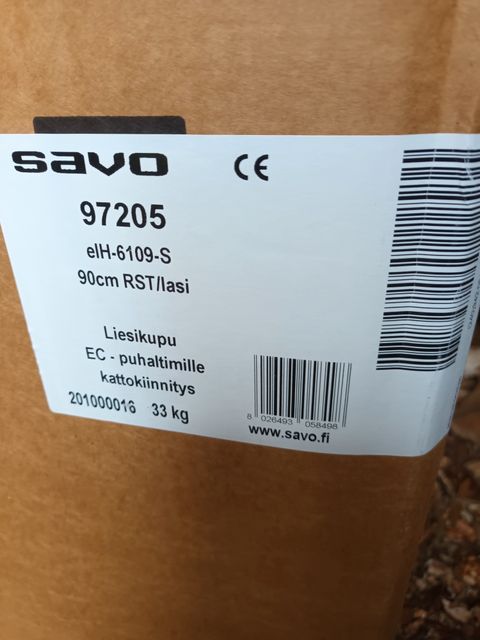 savo CE
97205
eIH-6109-S
90cm RST/lasi
Liesikupu
EC - puhaltimille
kattokiinnitys
201000016 33 kg
8 026493 058498
www.savo.fi